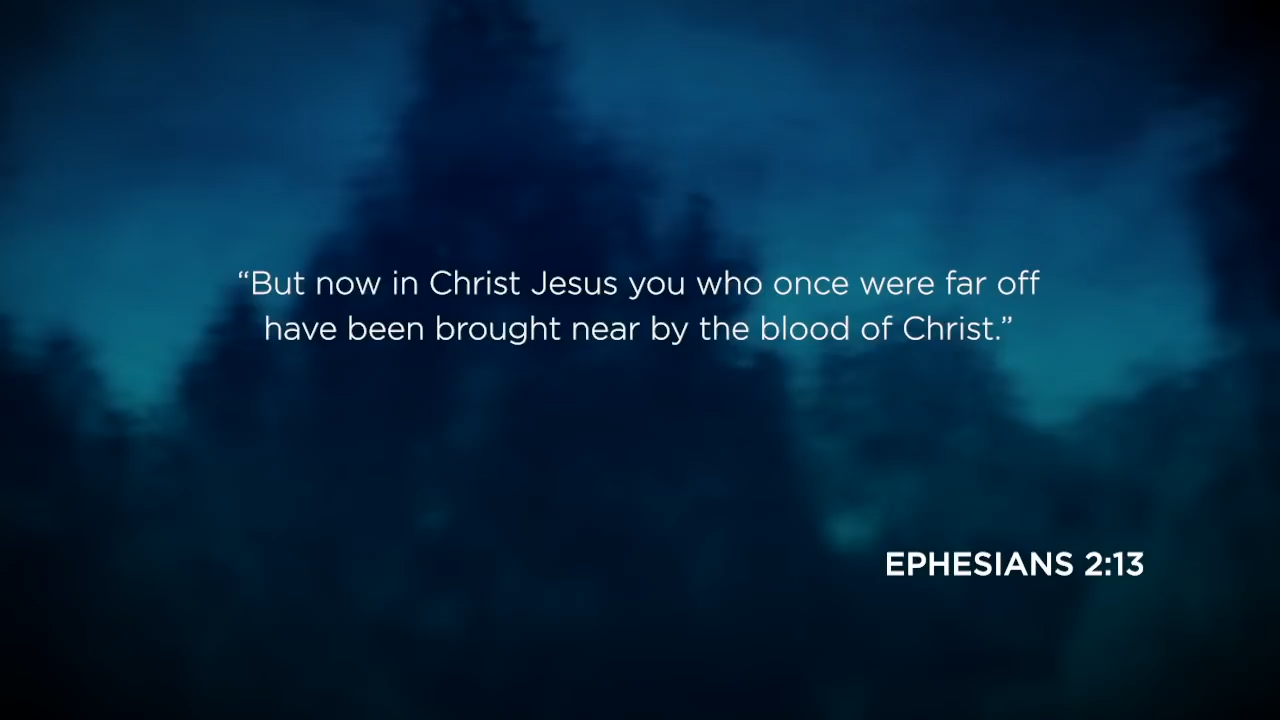 “But now in Christ Jesus you who once were far off
have been brought near by the blood of Christ.”
EPHESIANS 2:13